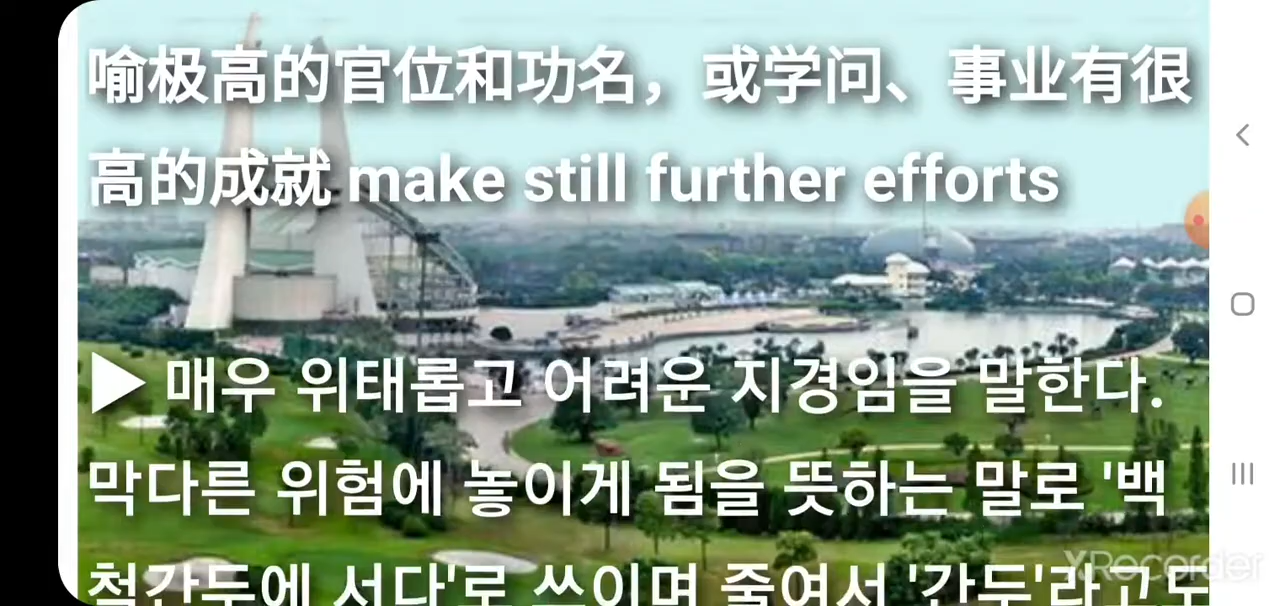 喻极高的官位和功名，或学问、事业有很
高的成就 make still further efforts
▶ 매우 위태롭고 어려운 지경임을 말한다.
막다른 위험에 놓이게 됨을 뜻하는 말로 '백
척간두에 서다'로 쓰이며 줄여서 '간두'라고도
XRecorder